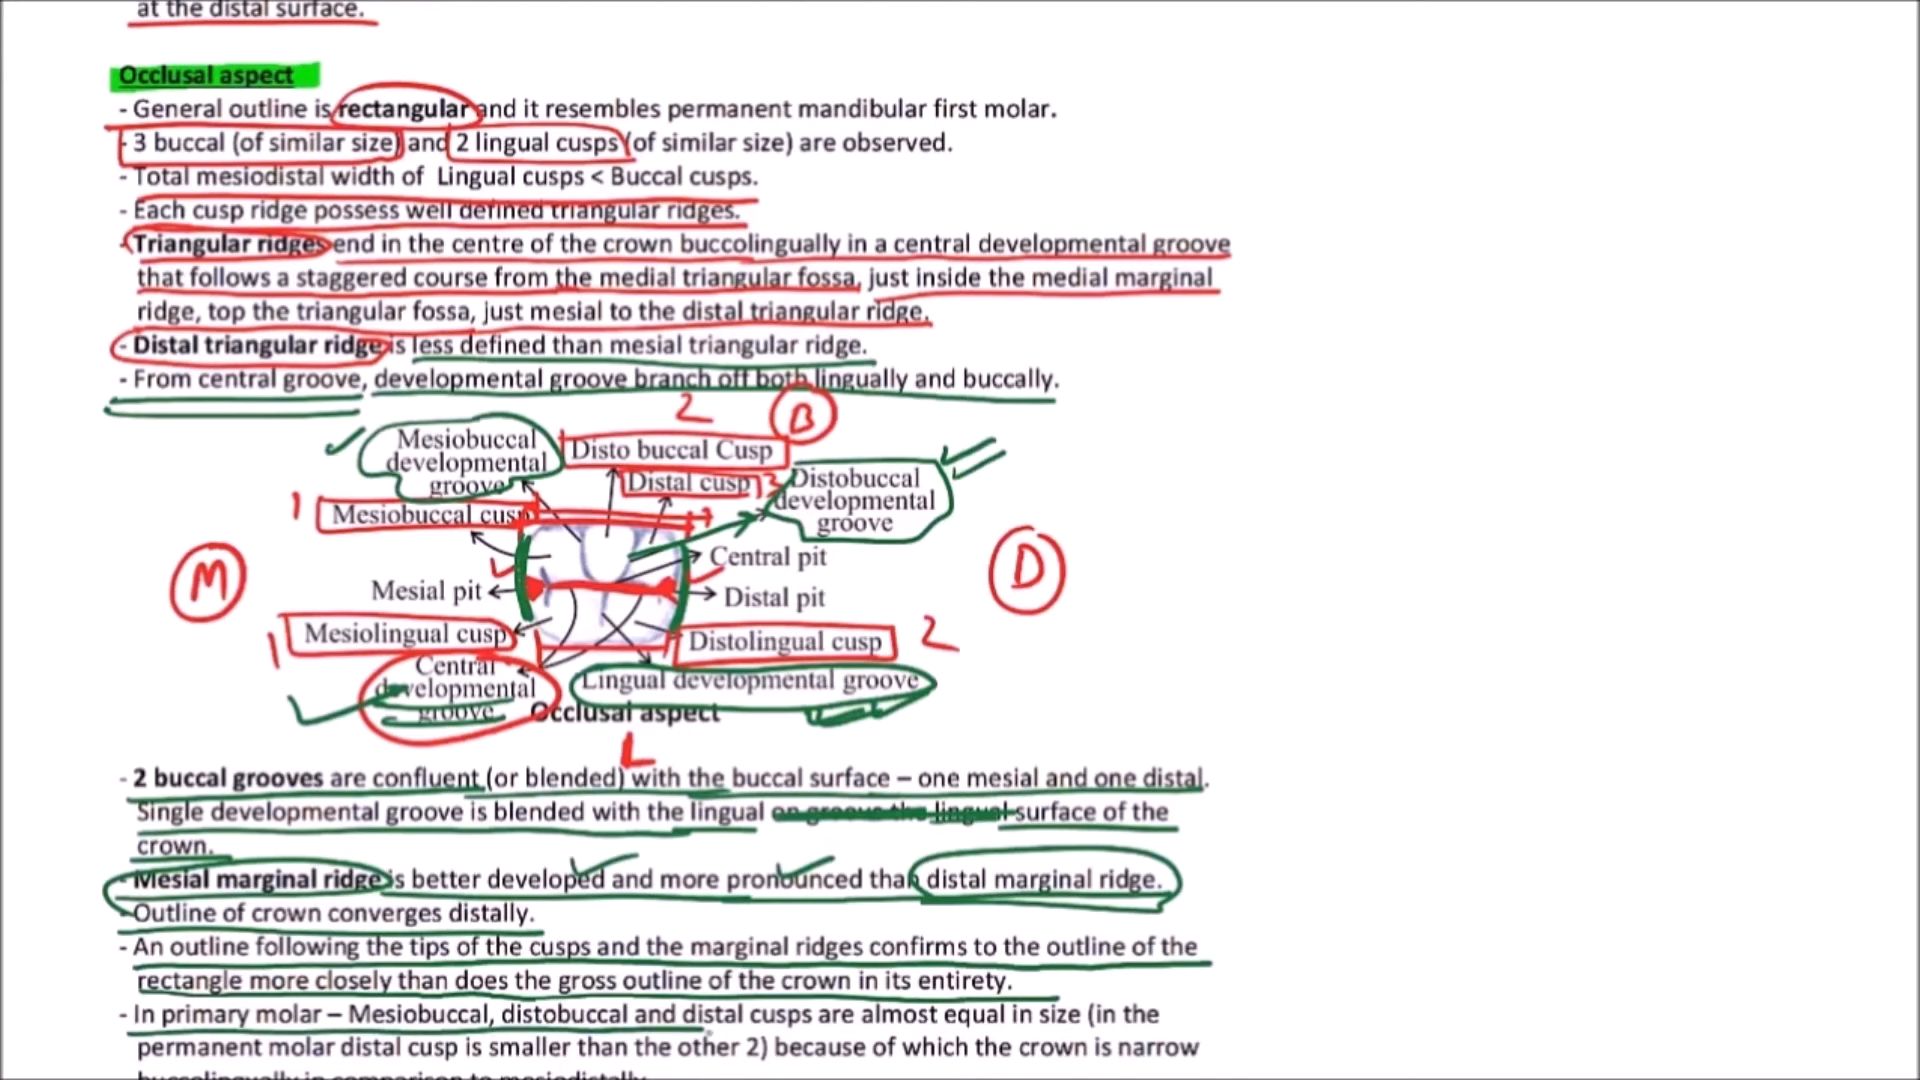 at the distal surface.
Occlusal aspect
- General outline is rectangular and it resembles permanent mandibular first molar.
- 3 buccal (of similar size) and 2 lingual cusps (of similar size) are observed.
- Total mesiodistal width of Lingual cusps < Buccal cusps.
- Each cusp ridge possess well defined triangular ridges.
- Triangular ridges end in the centre of the crown buccolingually in a central developmental groove
that follows a staggered course from the medial triangular fossa, just inside the medial marginal
ridge, top the triangular fossa, just mesial to the distal triangular ridge.
- Distal triangular ridge is less defined than mesial triangular ridge.
- From central groove, developmental groove branch off both lingually and buccally.
2 B
Mesiobuccal
developmental
groove
Disto buccal Cusp
Distal cusp 3
Distobuccal
developmental
groove
1 Mesiobuccal cusp
Central pit
M
D
Mesial pit
Distal pit
1 Mesiolingual cusp
Distolingual cusp 2
Central
developmental
groove
Lingual developmental groove
Occlusal aspect
L
- 2 buccal grooves are confluent (or blended) with the buccal surface – one mesial and one distal.
Single developmental groove is blended with the lingual on groove the lingual surface of the
crown.
- Mesial marginal ridge is better developed and more pronounced than distal marginal ridge.
- Outline of crown converges distally.
- An outline following the tips of the cusps and the marginal ridges confirms to the outline of the
rectangle more closely than does the gross outline of the crown in its entirety.
- In primary molar – Mesiobuccal, distobuccal and distal cusps are almost equal in size (in the
permanent molar distal cusp is smaller than the other 2) because of which the crown is narrow
buccolingually in comparison to mesiodistally